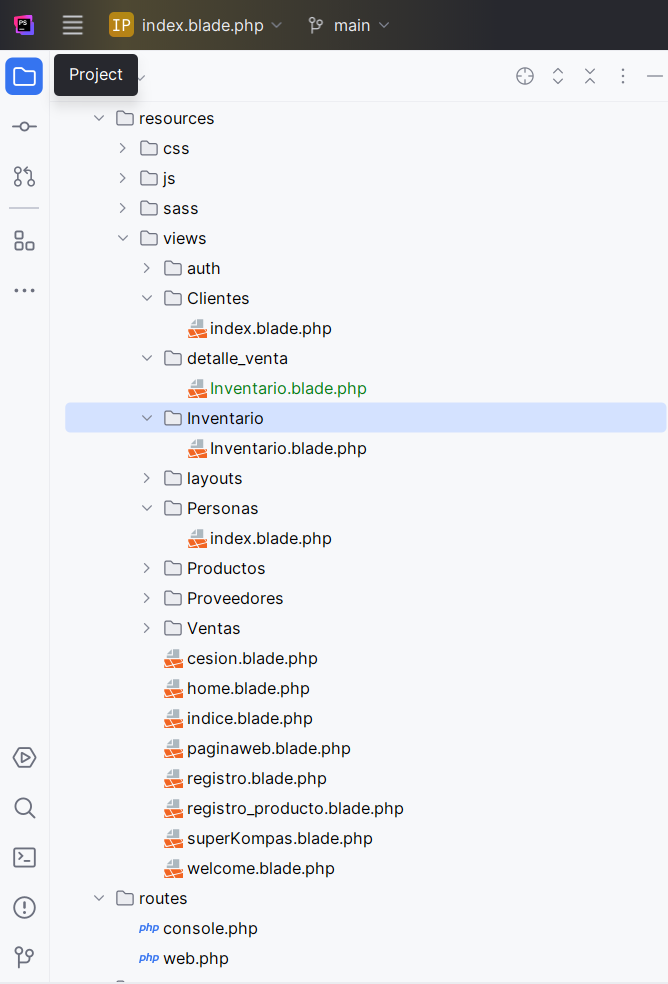 PS IP index.blade.php main
Project
resources
css
js
sass
views
auth
Clientes
index.blade.php
detalle_venta
Inventario.blade.php
Inventario
Inventario.blade.php
layouts
Personas
index.blade.php
Productos
Proveedores
Ventas
cesion.blade.php
home.blade.php
indice.blade.php
paginaweb.blade.php
registro.blade.php
registro_producto.blade.php
superKompas.blade.php
welcome.blade.php
routes
php console.php
php web.php